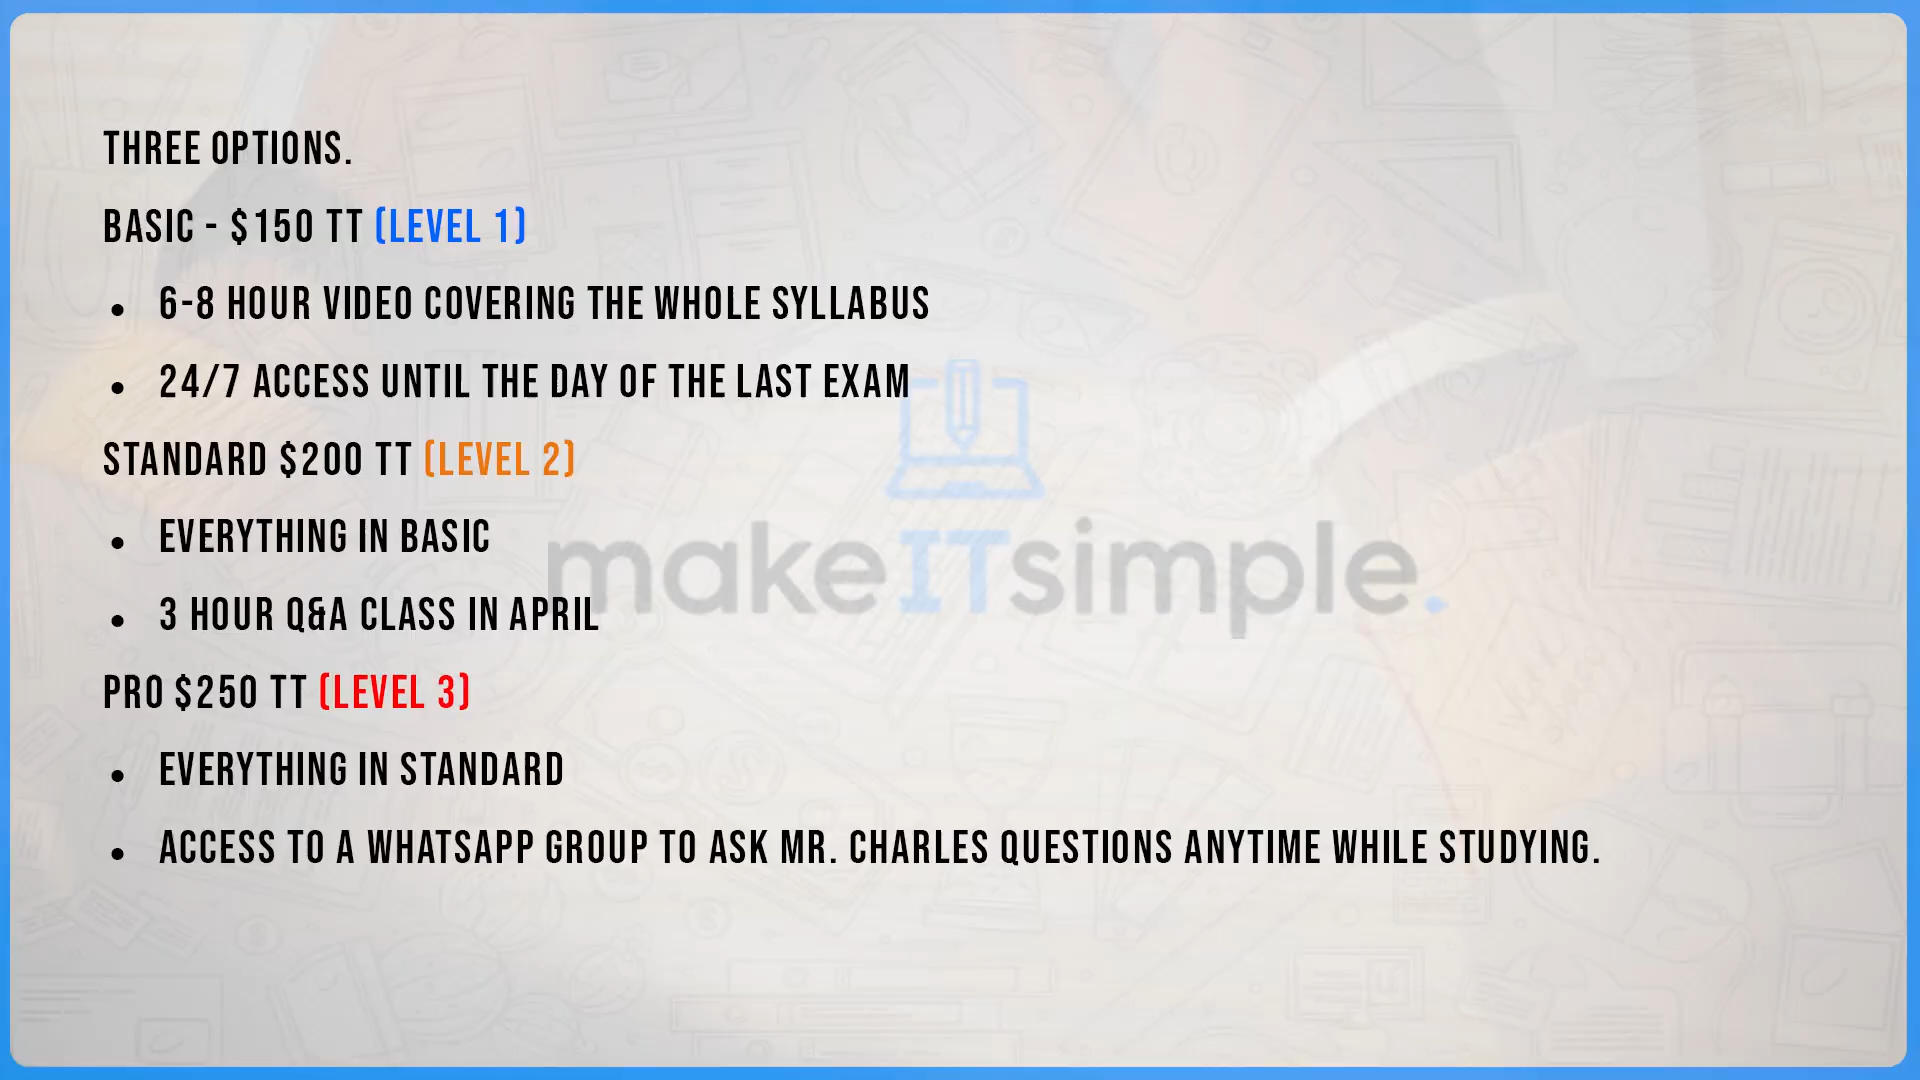 THREE OPTIONS.
BASIC - $150 TT (LEVEL 1)
• 6-8 HOUR VIDEO COVERING THE WHOLE SYLLABUS
• 24/7 ACCESS UNTIL THE DAY OF THE LAST EXAM
STANDARD $200 TT (LEVEL 2)
• EVERYTHING IN BASIC
makeITsimple.
• 3 HOUR Q&A CLASS IN APRIL
PRO $250 TT (LEVEL 3)
• EVERYTHING IN STANDARD
• ACCESS TO A WHATSAPP GROUP TO ASK MR. CHARLES QUESTIONS ANYTIME WHILE STUDYING.